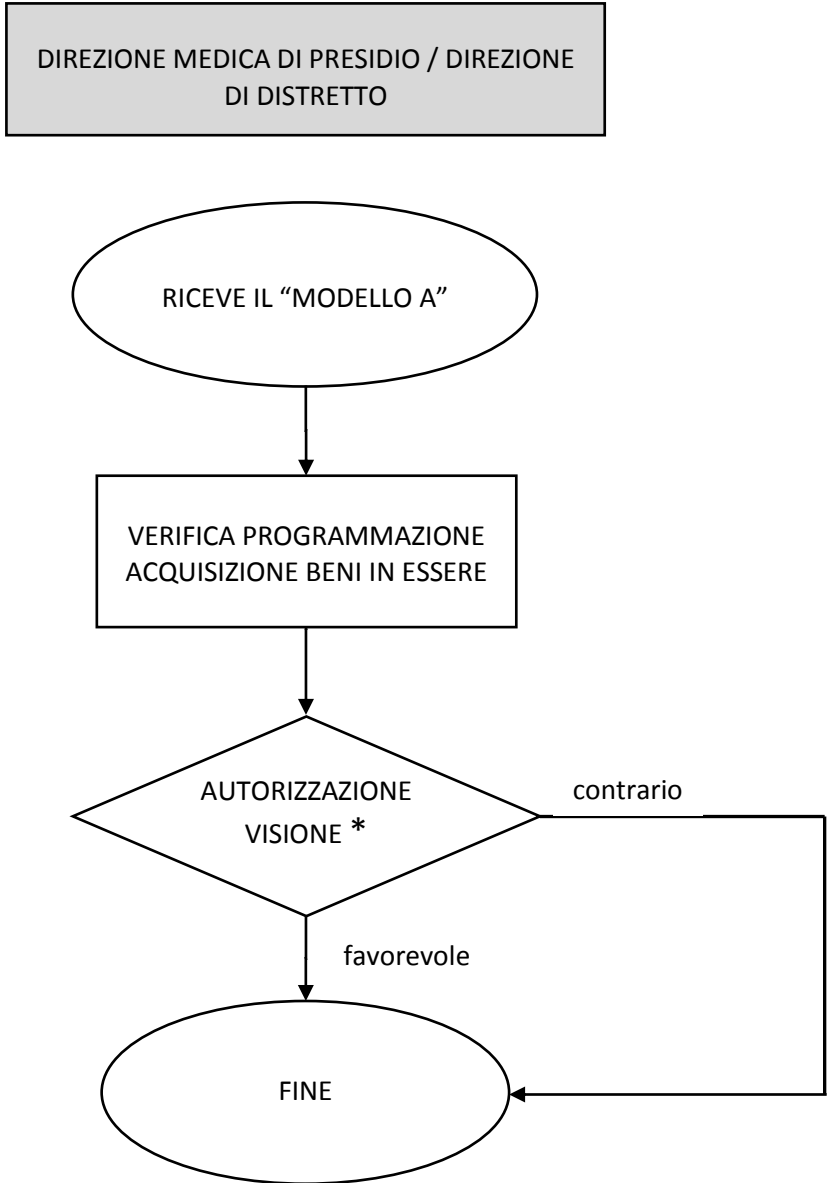 DIREZIONE MEDICA DI PRESIDIO / DIREZIONE
DI DISTRETTO
RICEVE IL “MODELLO A”
VERIFICA PROGRAMMAZIONE
ACQUISIZIONE BENI IN ESSERE
AUTORIZZAZIONE
VISIONE *
contrario
favorevole
FINE